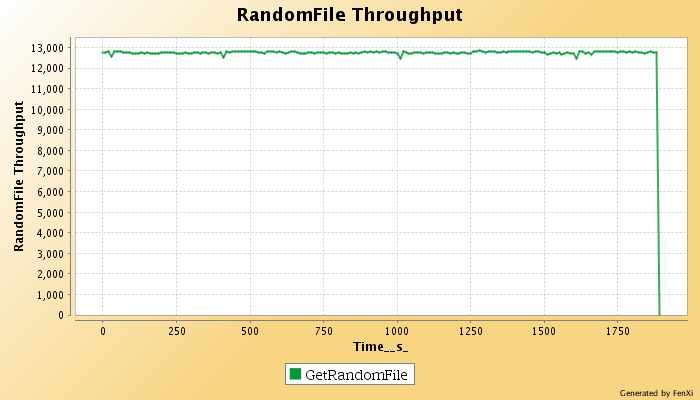 RandomFile Throughput
RandomFile Throughput
13,000
12,000
11,000
10,000
9,000
8,000
7,000
6,000
5,000
4,000
3,000
2,000
1,000
0
0 250 500 750 1000 1250 1500 1750
Time__s_
GetRandomFile
Generated by FenXi